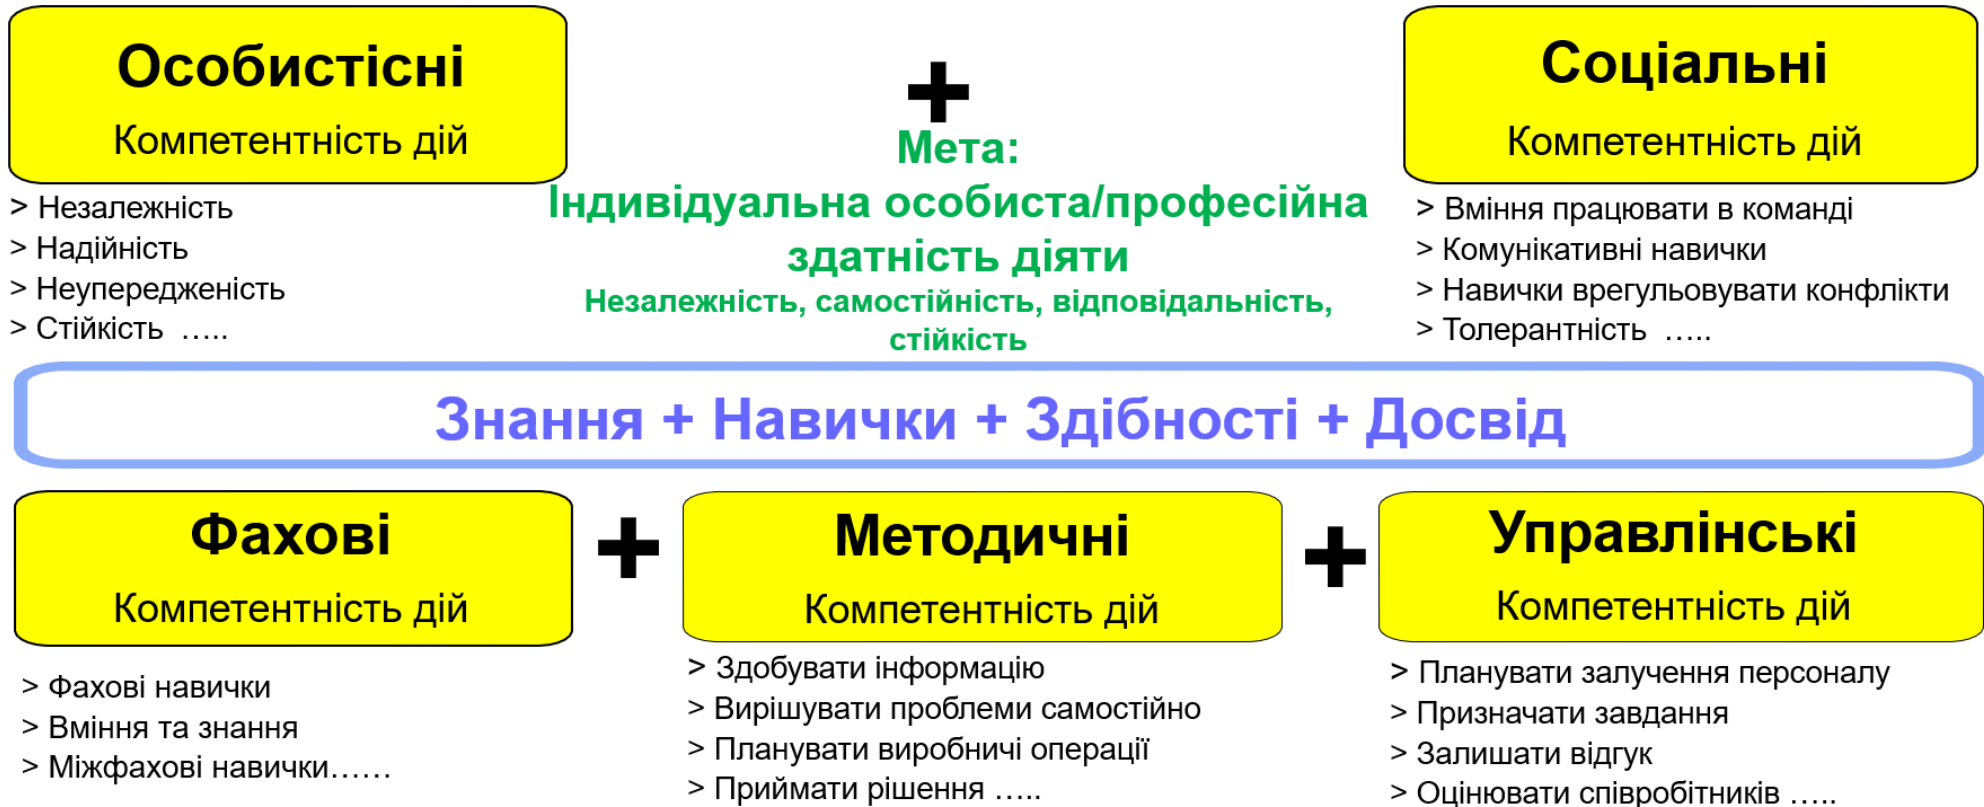 Особистісні
Компетентність дій
> Незалежність
> Надійність
> Неупередженість
> Стійкість …..
+
Мета:
Індивідуальна особиста/професійна
здатність діяти
Незалежність, самостійність, відповідальність,
стійкість
Соціальні
Компетентність дій
> Вміння працювати в команді
> Комунікативні навички
> Навички врегульовувати конфлікти
> Толерантність …..
Знання + Навички + Здібності + Досвід
Фахові
Компетентність дій
> Фахові навички
> Вміння та знання
> Міжфахові навички……
+
Методичні
Компетентність дій
> Здобувати інформацію
> Вирішувати проблеми самостійно
> Планувати виробничі операції
> Приймати рішення …..
+
Управлінські
Компетентність дій
> Планувати залучення персоналу
> Призначати завдання
> Залишати відгук
> Оцінювати співробітників …..